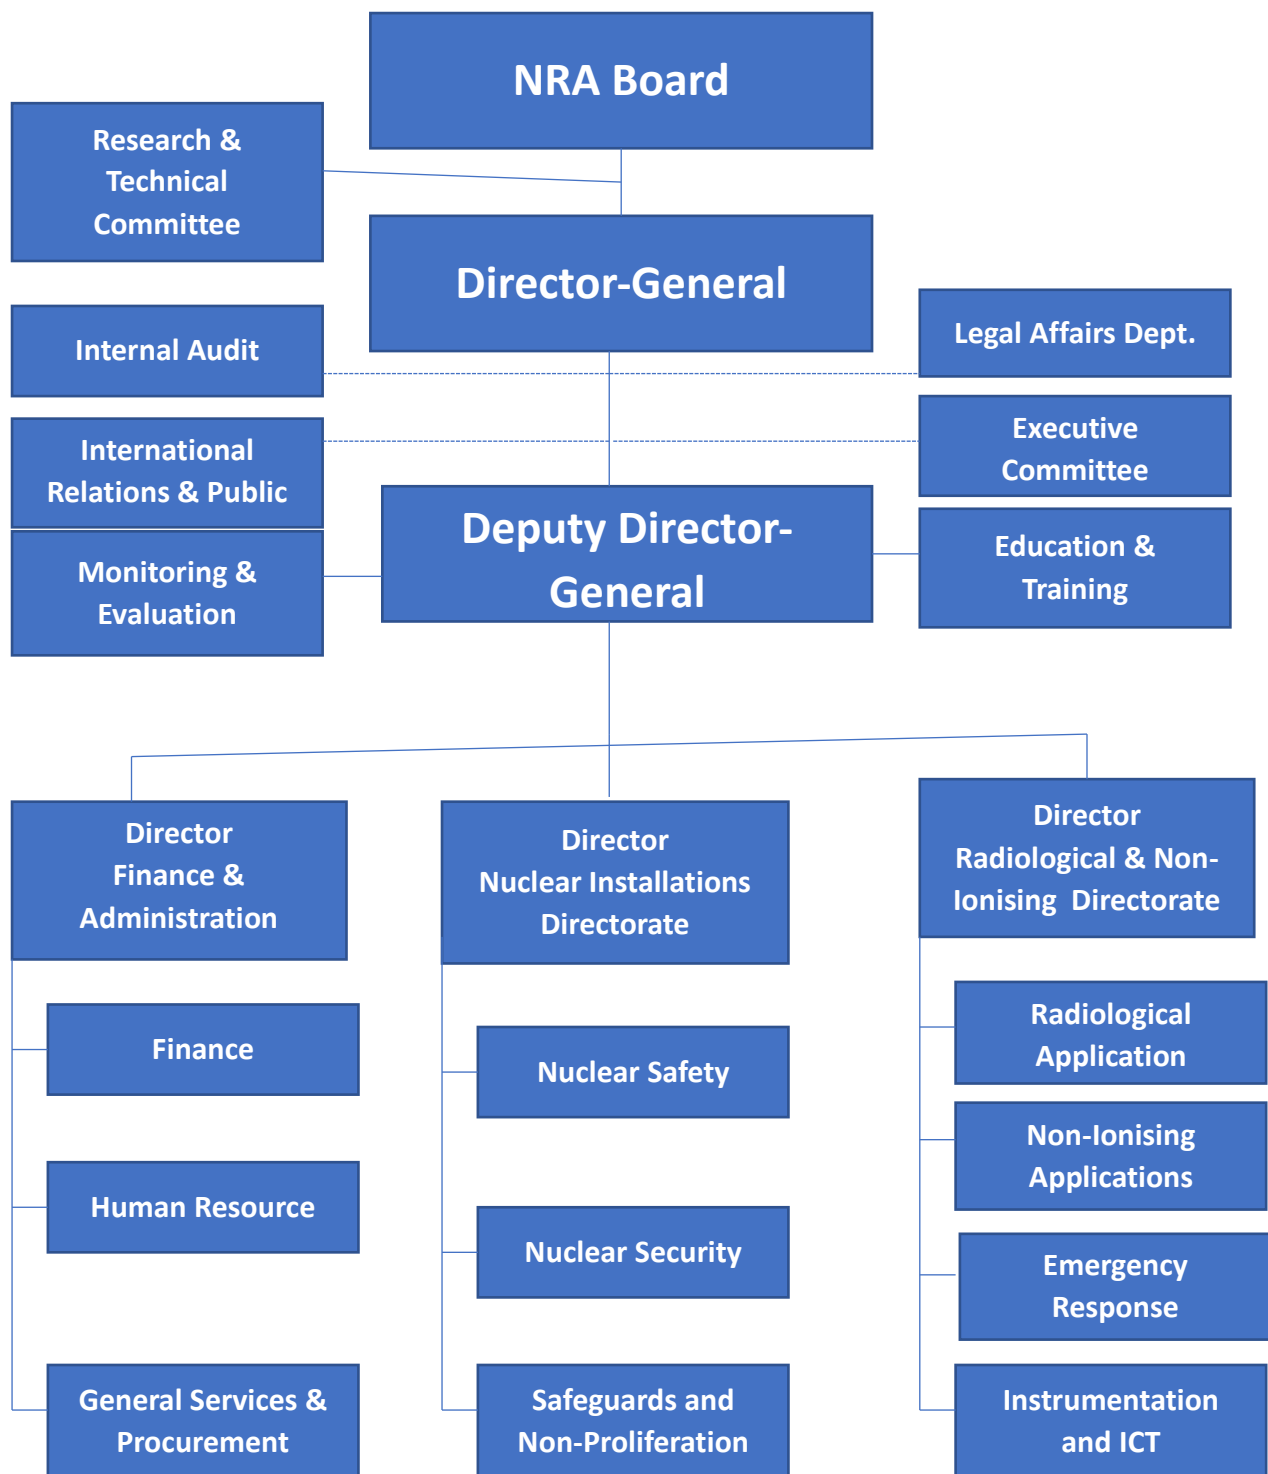 NRA Board
Research &
Technical
Committee
Director-General
Internal Audit
Legal Affairs Dept.
International
Relations & Public
Executive
Committee
Deputy Director-
General
Monitoring &
Evaluation
Education &
Training
Director
Finance &
Administration
Director
Nuclear Installations
Directorate
Director
Radiological & Non-
Ionising Directorate
Finance
Human Resource
General Services &
Procurement
Nuclear Safety
Nuclear Security
Safeguards and
Non-Proliferation
Radiological
Application
Non-Ionising
Applications
Emergency
Response
Instrumentation
and ICT